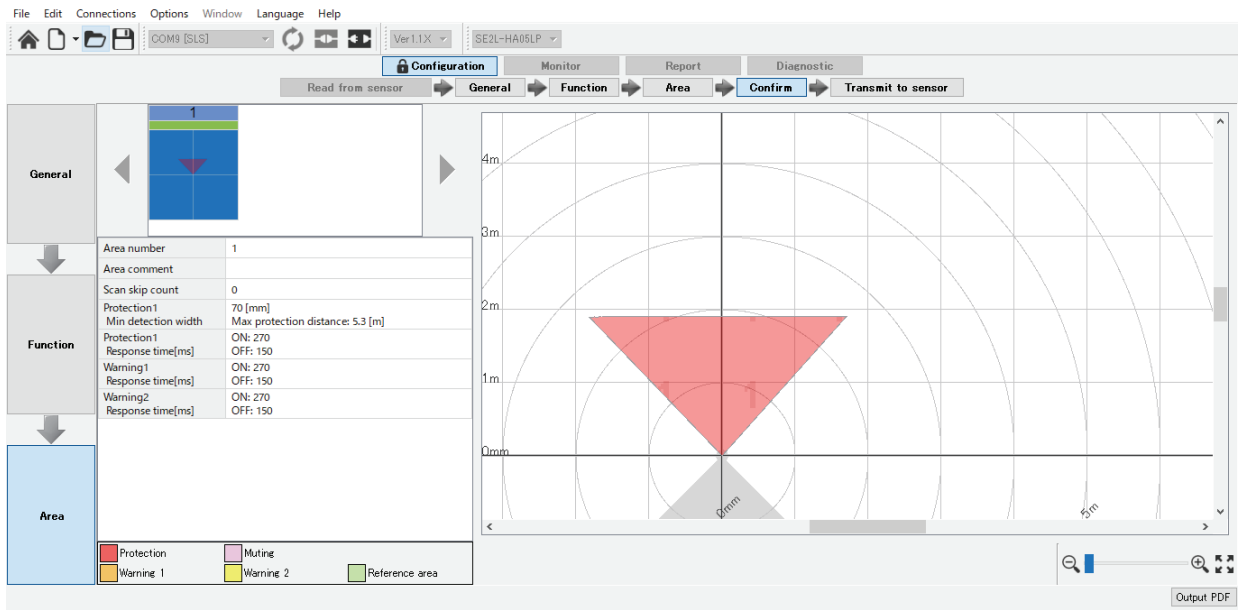 File Edit Connections Options Window Language Help
COM9 [SLS] Ver1.1X SE2L-HA05LP
Configuration Monitor Report Diagnostic
Read from sensor General Function Area Confirm Transmit to sensor
General
Function
Area
1
Area number 1
Area comment
Scan skip count 0
Protection1 70 [mm]
Min detection width Max protection distance: 5.3 [m]
Protection1 ON: 270
Response time[ms] OFF: 150
Warning1 ON: 270
Response time[ms] OFF: 150
Warning2 ON: 270
Response time[ms] OFF: 150
Protection Muting
Warning 1 Warning 2 Reference area
4m
3m
2m
1m
0mm
1 1
0mm 5m
Output PDF